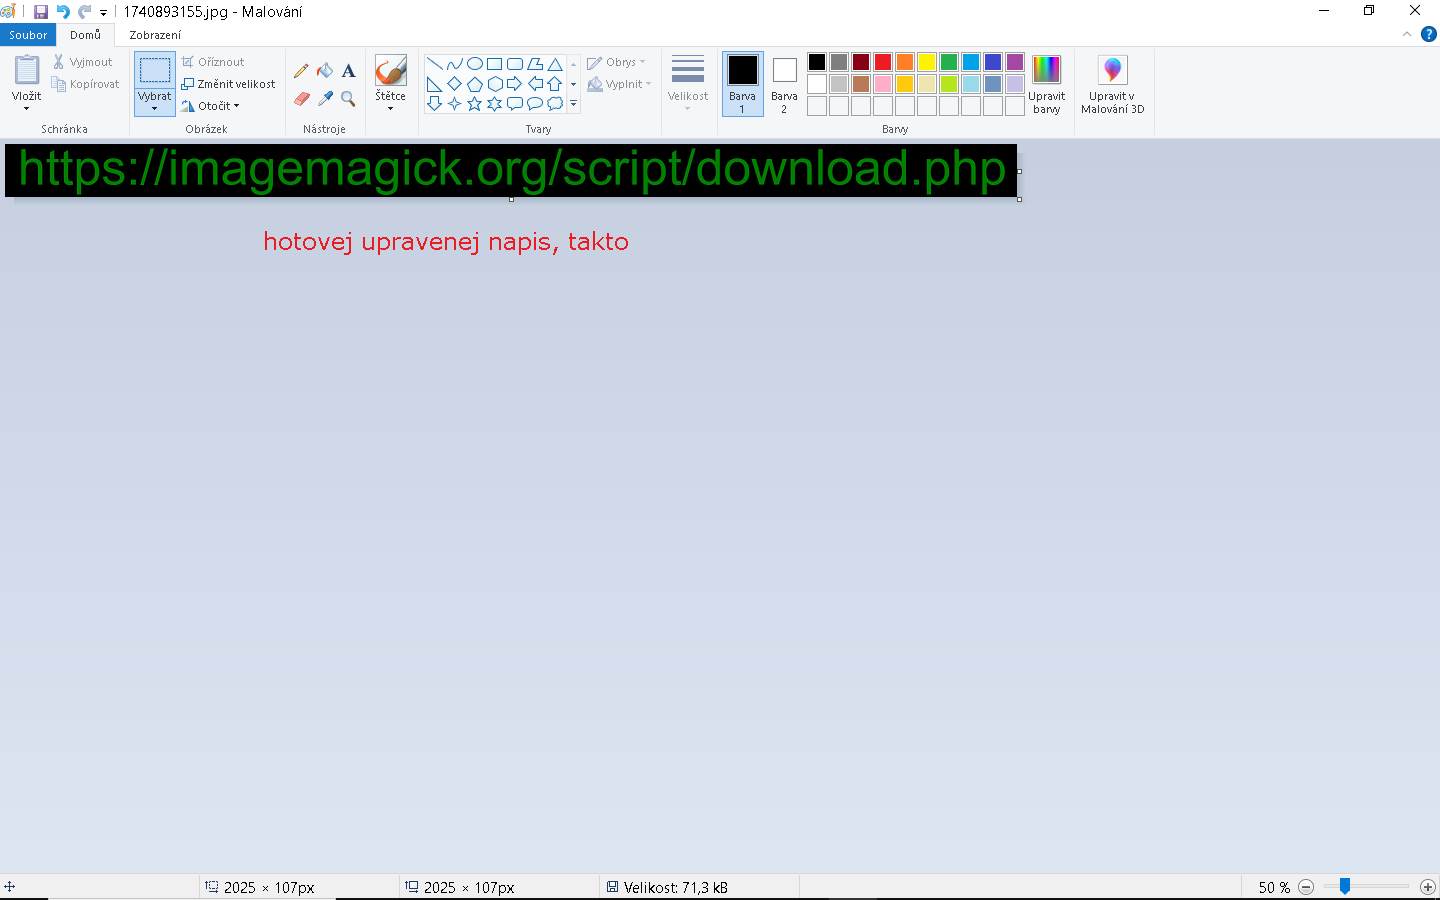 1740893155.jpg - Malování
Soubor Domů Zobrazení
Vložit
Vyjmout
Kopírovat
Schránka
Vybrat
Oříznout
Změnit velikost
Otočit
Obrázek
A
Nástroje
Štětce
Tvary
Obrys
Vyplnit
Velikost
Barva 1
Barva 2
Barvy
Upravit barvy
Upravit v Malování 3D
https://imagemagick.org/script/download.php
hotovej upravenej napis, takto
2025 × 107px
2025 × 107px
Velikost: 71,3 kB
50 %